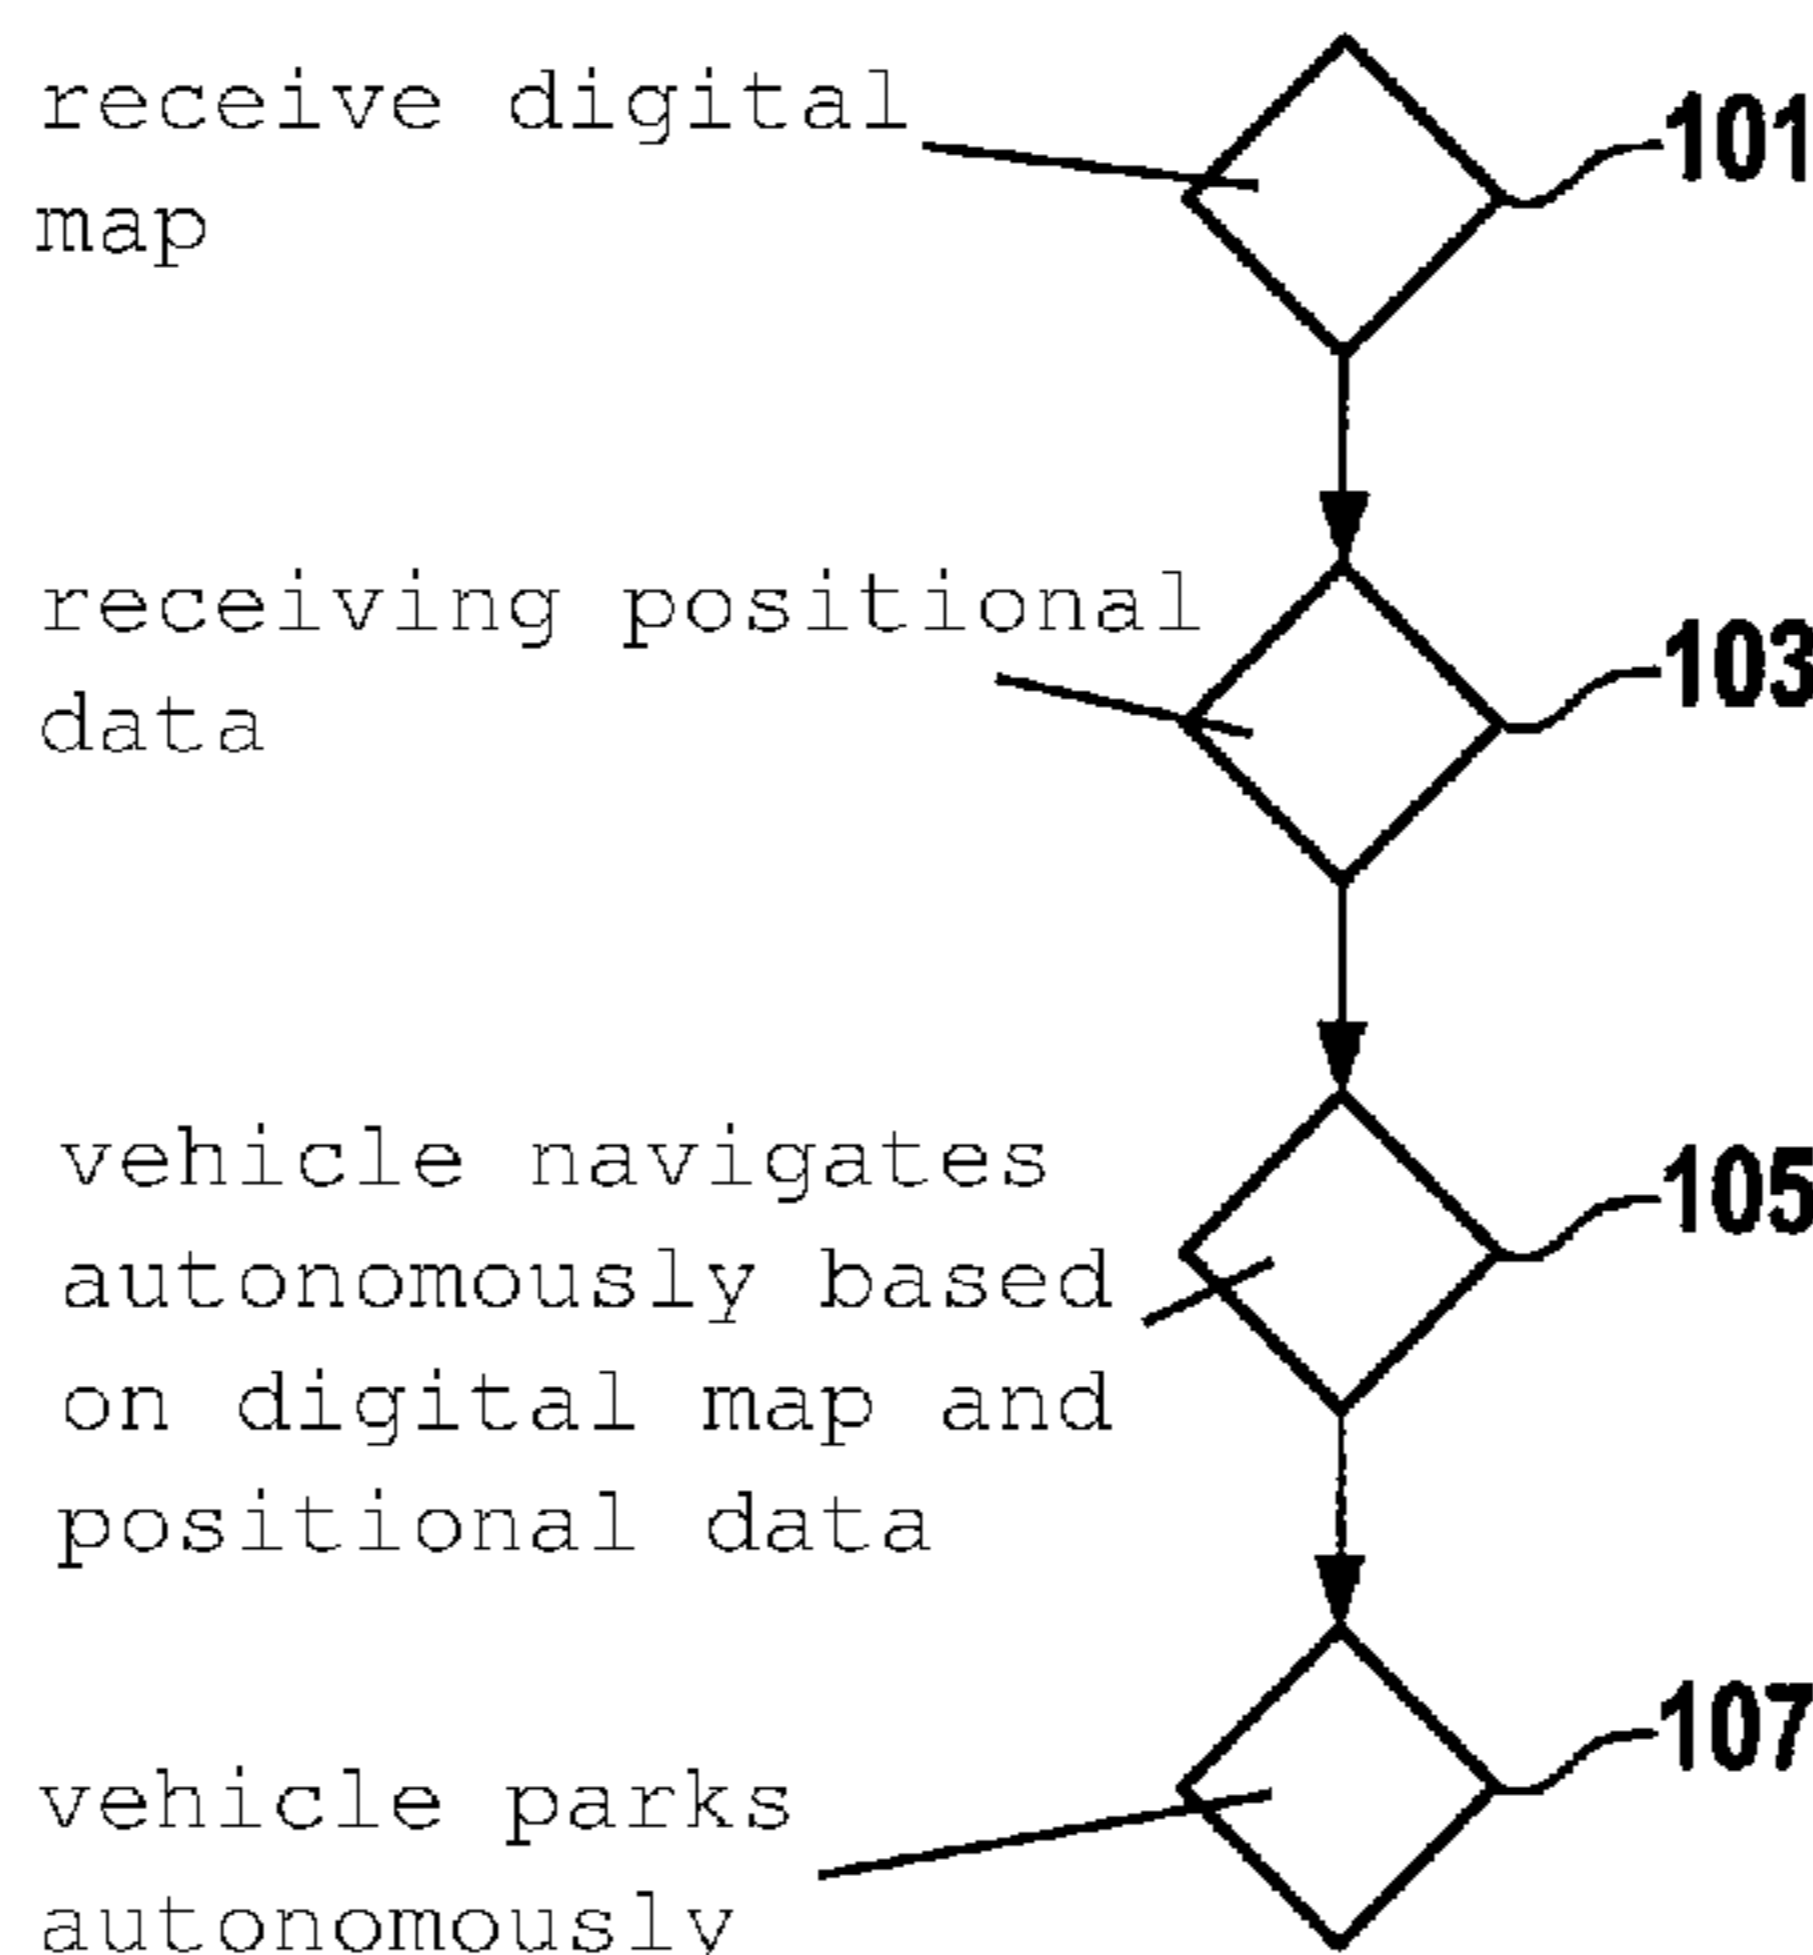 receive digital
map
101
receiving positional
data
103
vehicle navigates
autonomously based
on digital map and
positional data
105
vehicle parks
autonomously
107